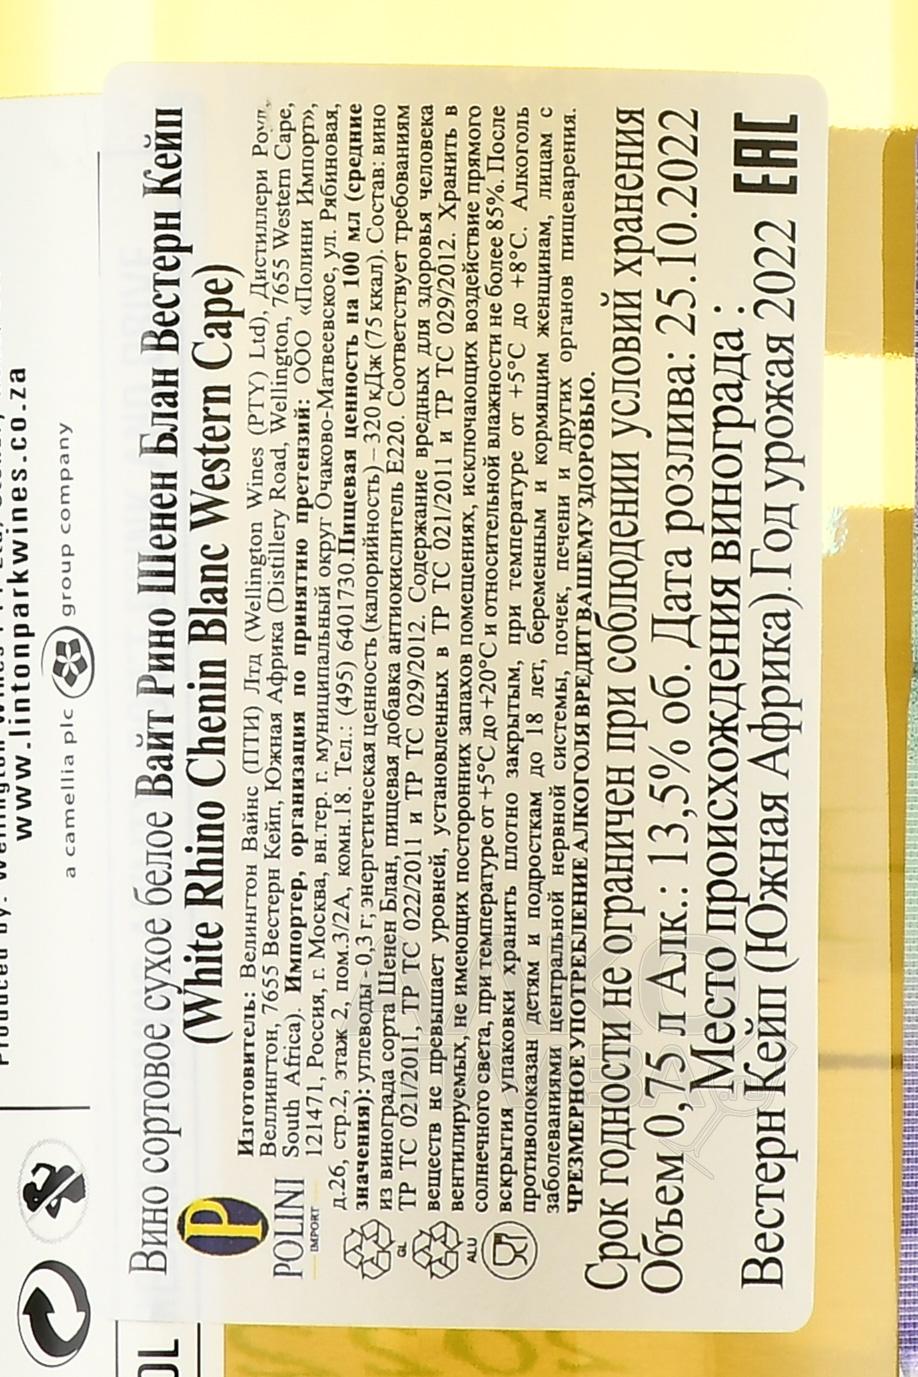 www.lintonparkwines.co.za
a camellia plc group company
Вино сортовое сухое белое Вайт Рино Шенен Блан Вестерн Кейп
(White Rhino Chenin Blanc Western Cape)
P
POLINI
IMPORT
Изготовитель: Велингтон Вайнс (ПТИ) Лтд (Wellington Wines (PTY) Ltd), Дистиллери Роуд,
Веллингтон, 7655 Вестерн Кейп, Южная Африка (Distillery Road, Wellington, 7655 Western Cape,
South Africa). Импортер, организация по принятию претензий: ООО «Полини Импорт»,
121471, Россия, г. Москва, вн.тер. г. муниципальный округ Очаково-Матвеевское, ул. Рябиновая,
д.26, стр.2, этаж 2, пом.3/2А, комн.18. Тел.: (495) 6401730.Пищевая ценность на 100 мл (средние
значения): углеводы - 0,3 г; энергетическая ценность (калорийность) – 320 кДж (75 ккал). Состав: вино
из винограда сорта Шенен Блан, пищевая добавка антиокислитель Е220. Соответствует требованиям
ТР ТС 021/2011, ТР ТС 022/2011 и ТР ТС 029/2012. Содержание вредных для здоровья человека
веществ не превышает уровней, установленных в ТР ТС 021/2011 и ТР ТС 029/2012. Хранить в
вентилируемых, не имеющих посторонних запахов помещениях, исключающих воздействие прямого
солнечного света, при температуре от +5°С до +20°С и относительной влажности не более 85%. После
вскрытия упаковки хранить плотно закрытым, при температуре от +5°С до +8°С. Алкоголь
противопоказан детям и подросткам до 18 лет, беременным и кормящим женщинам, лицам с
заболеваниями центральной нервной системы, почек, печени и других органов пищеварения.
ЧРЕЗМЕРНОЕ УПОТРЕБЛЕНИЕ АЛКОГОЛЯ ВРЕДИТ ВАШЕМУ ЗДОРОВЬЮ.
GL
ALU
Срок годности не ограничен при соблюдении условий хранения
Объем 0,75 л Алк.: 13,5% об. Дата розлива: 25.10.2022
Место происхождения винограда :
Вестерн Кейп (Южная Африка).Год урожая 2022 EAC